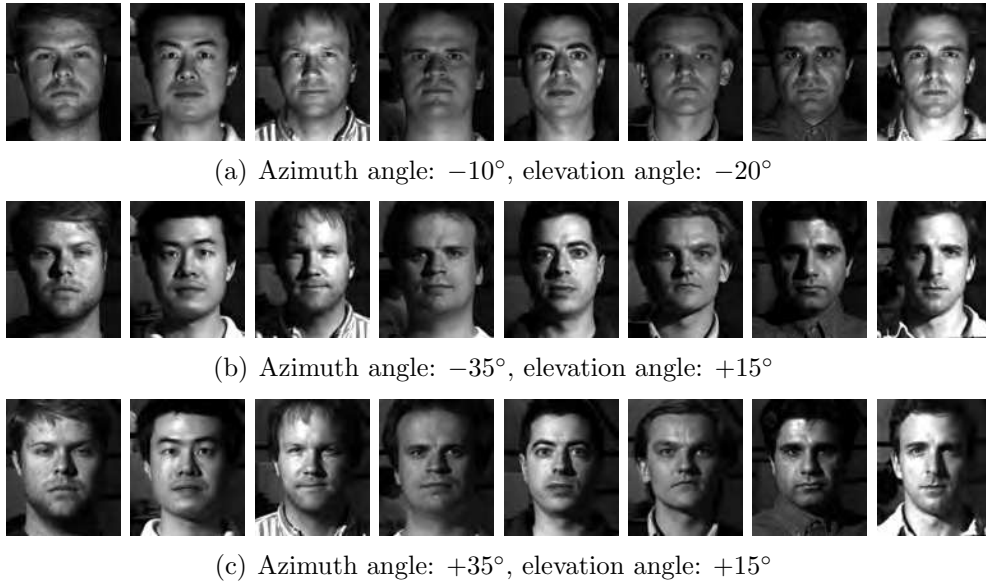 (a) Azimuth angle: −10°, elevation angle: −20°
(b) Azimuth angle: −35°, elevation angle: +15°
(c) Azimuth angle: +35°, elevation angle: +15°